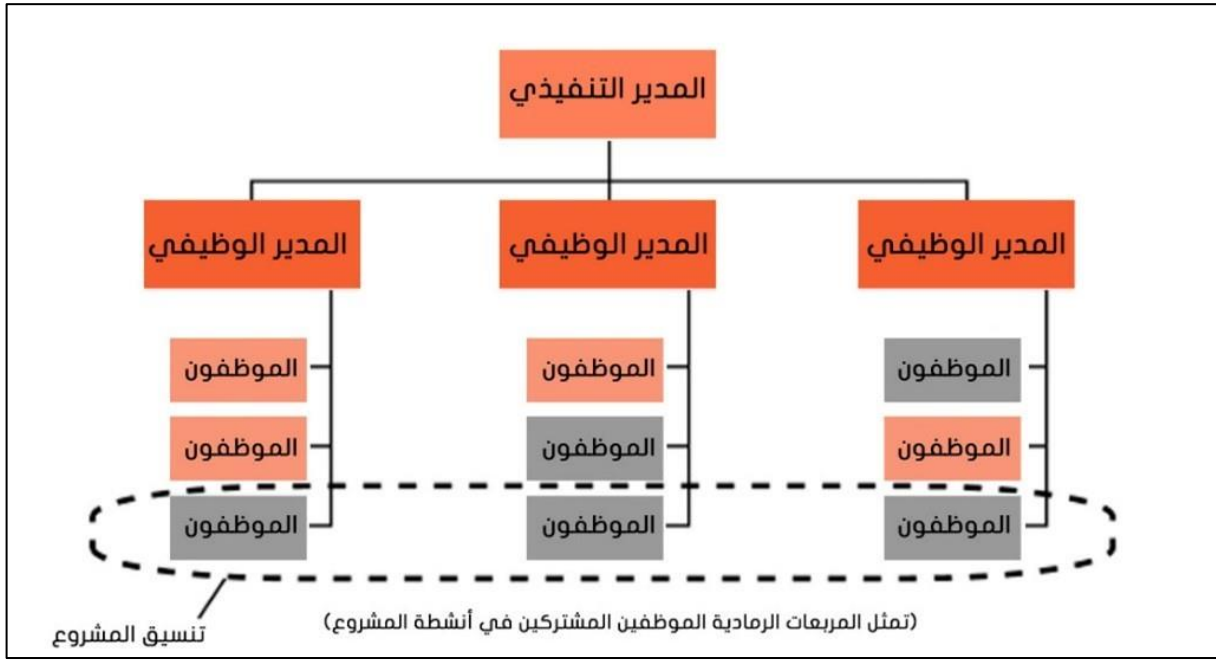 المدير التنفيذي
المدير الوظيفي
المدير الوظيفي
المدير الوظيفي
الموظفون
الموظفون
الموظفون
الموظفون
الموظفون
الموظفون
الموظفون
الموظفون
الموظفون
(تمثل المربعات الرمادية الموظفين المشتركين في أنشطة المشروع)
تنسيق المشروع